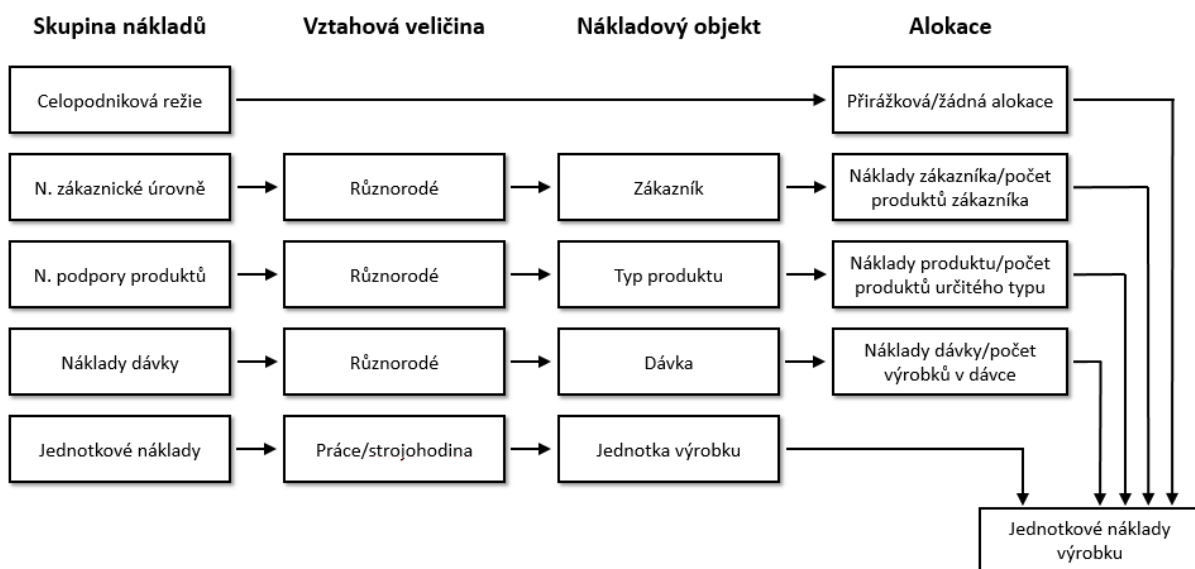 Skupina nákladů
Vztahová veličina
Nákladový objekt
Alokace
Celopodniková režie
Přirážková/žádná alokace
N. zákaznické úrovně
Různorodé
Zákazník
Náklady zákazníka/počet
produktů zákazníka
N. podpory produktů
Různorodé
Typ produktu
Náklady produktu/počet
produktů určitého typu
Náklady dávky
Různorodé
Dávka
Náklady dávky/počet
výrobků v dávce
Jednotkové náklady
Práce/strojohodina
Jednotka výrobku
Jednotkové náklady
výrobku